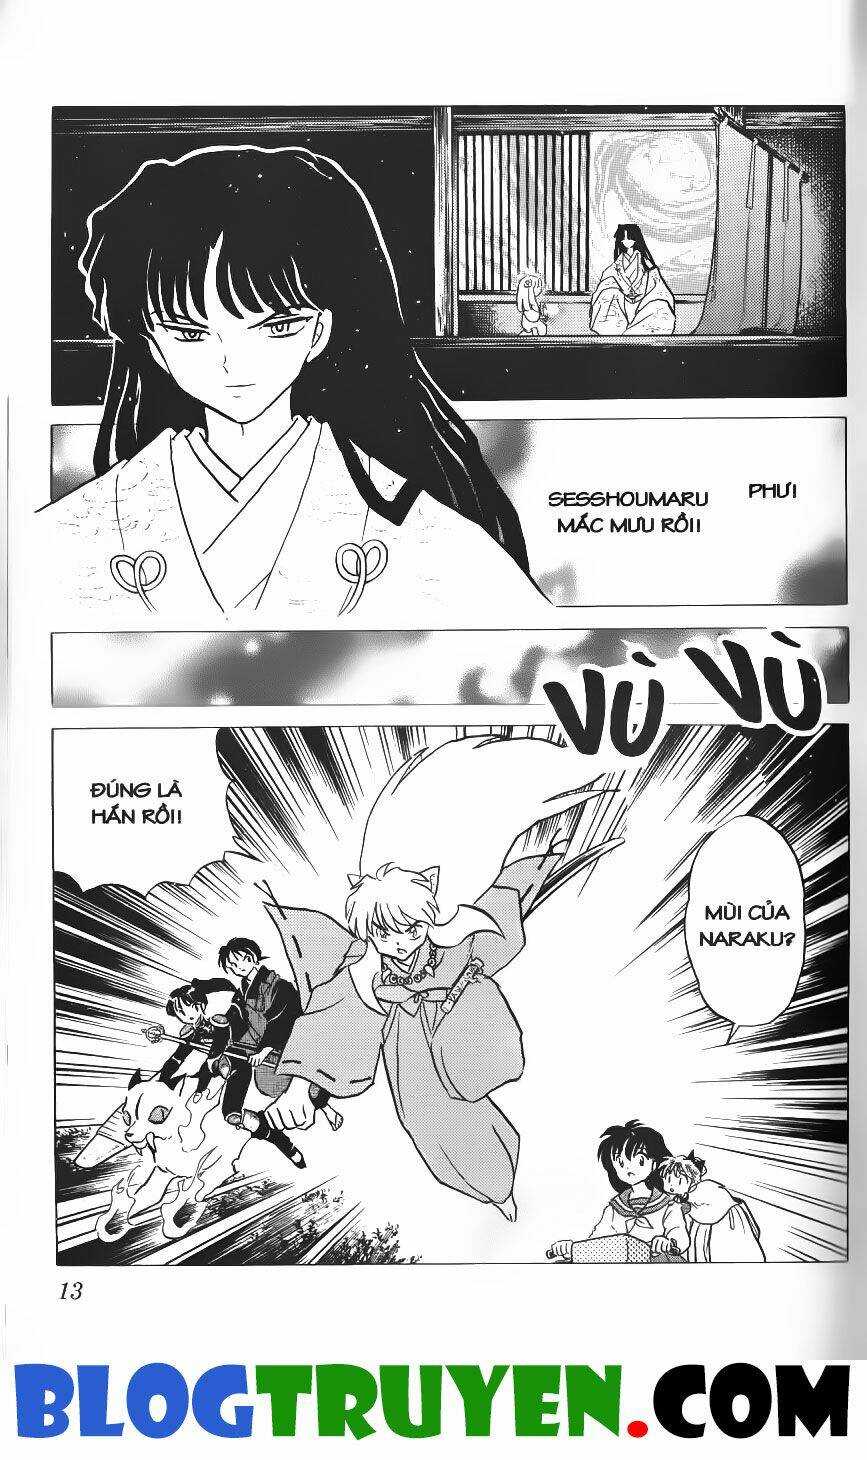 PHƯ!
SESSHOUMARU
MẮC MƯU RỒI!
VÙ VÙ
ĐÚNG LÀ
HẮN RỒI!
MÙI CỦA
NARAKU?
13
BLOGTRUYEN.COM